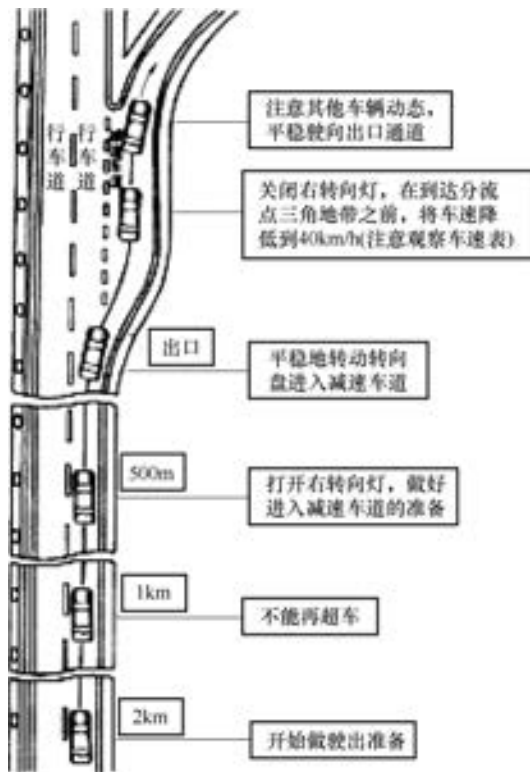 注意其他车辆动态，
平稳驶向出口通道
行车道
行车道
关闭右转向灯，在到达分流
点三角地带之前，将车速降
低到40km/h(注意观察车速表)
出口
平稳地转动转向
盘进入减速车道
500m
打开右转向灯，做好
进入减速车道的准备
1km
不能再超车
2km
开始做驶出准备